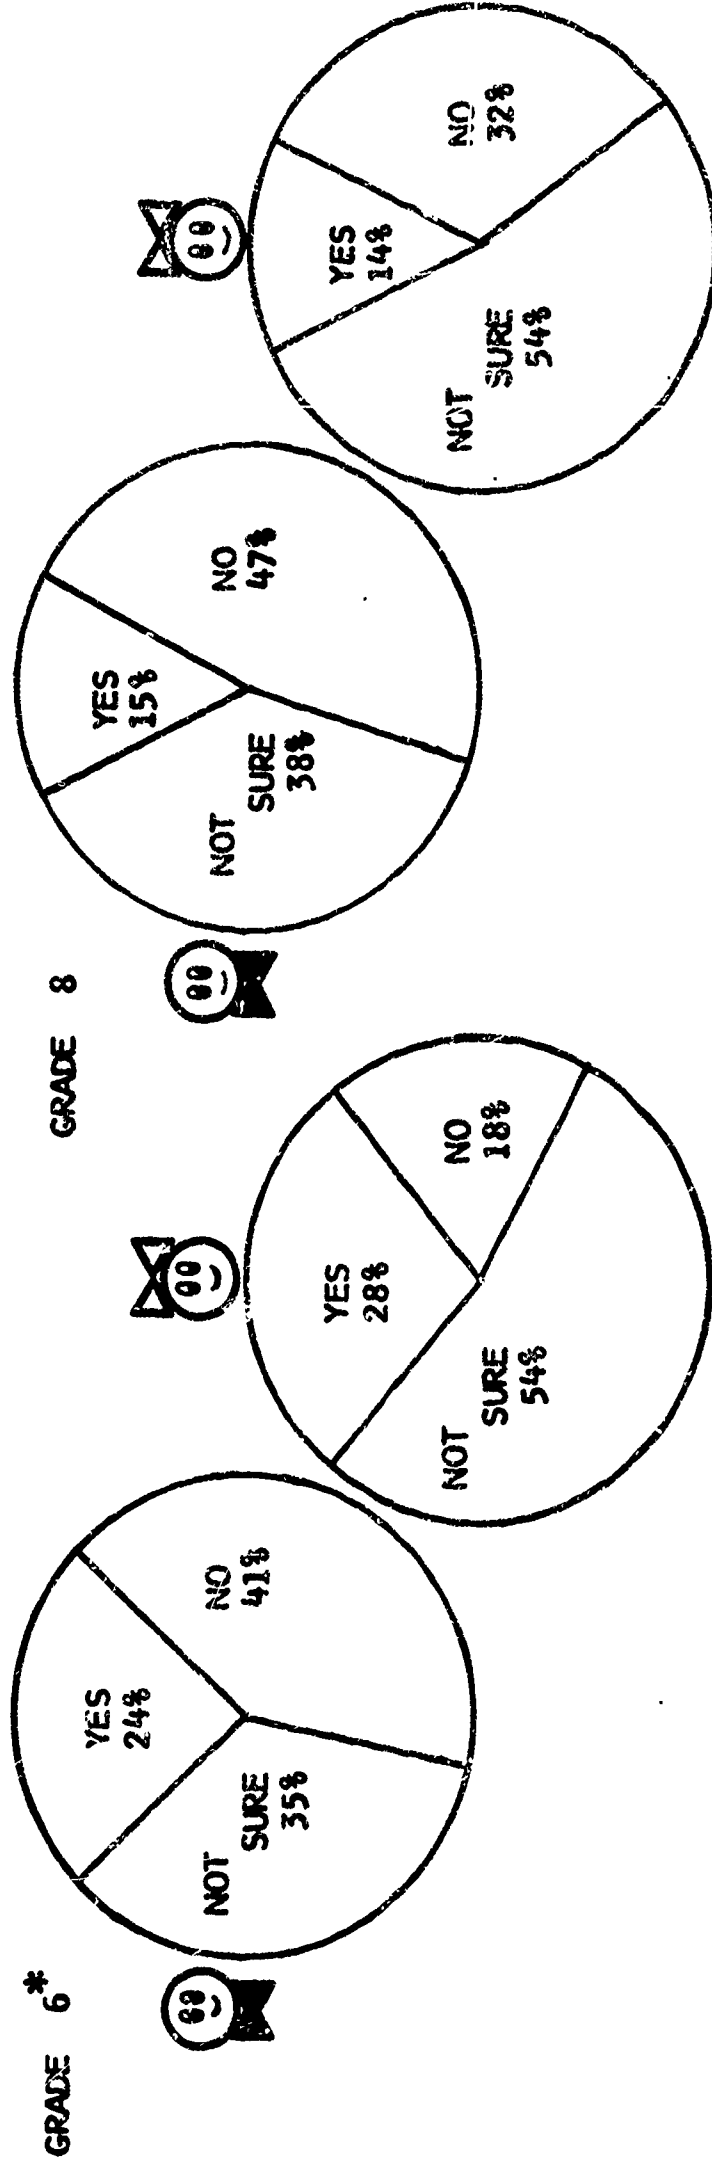 GRADE 6*
YES
24%
NO
41%
NOT
SURE
35%
YES
28%
NO
18%
NOT
SURE
54%
GRADE 8
YES
15%
NO
47%
NOT
SURE
38%
YES
14%
NO
32%
NOT
SURE
54%